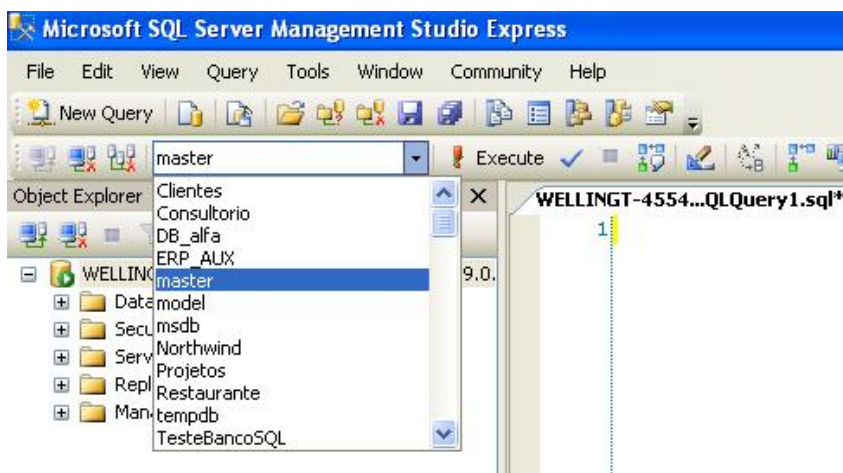 Microsoft SQL Server Management Studio Express
File Edit View Query Tools Window Community Help
New Query
master Execute
Object Explorer
WELLINGT-4554...QLQuery1.sql*
Clientes
Consultorio
DB_alfa
ERP_AUX
master
model
msdb
Northwind
Projetos
Restaurante
tempdb
TesteBancoSQL
WELLING 9.0.
Data
Secu
Serv
Repl
Mana
1